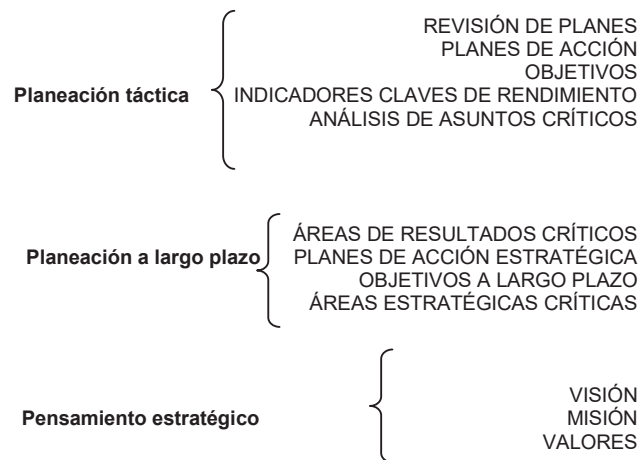 REVISIÓN DE PLANES
PLANES DE ACCIÓN
OBJETIVOS
Planeación táctica
INDICADORES CLAVES DE RENDIMIENTO
ANÁLISIS DE ASUNTOS CRÍTICOS
ÁREAS DE RESULTADOS CRÍTICOS
Planeación a largo plazo
PLANES DE ACCIÓN ESTRATÉGICA
OBJETIVOS A LARGO PLAZO
ÁREAS ESTRATÉGICAS CRÍTICAS
VISIÓN
Pensamiento estratégico
MISIÓN
VALORES